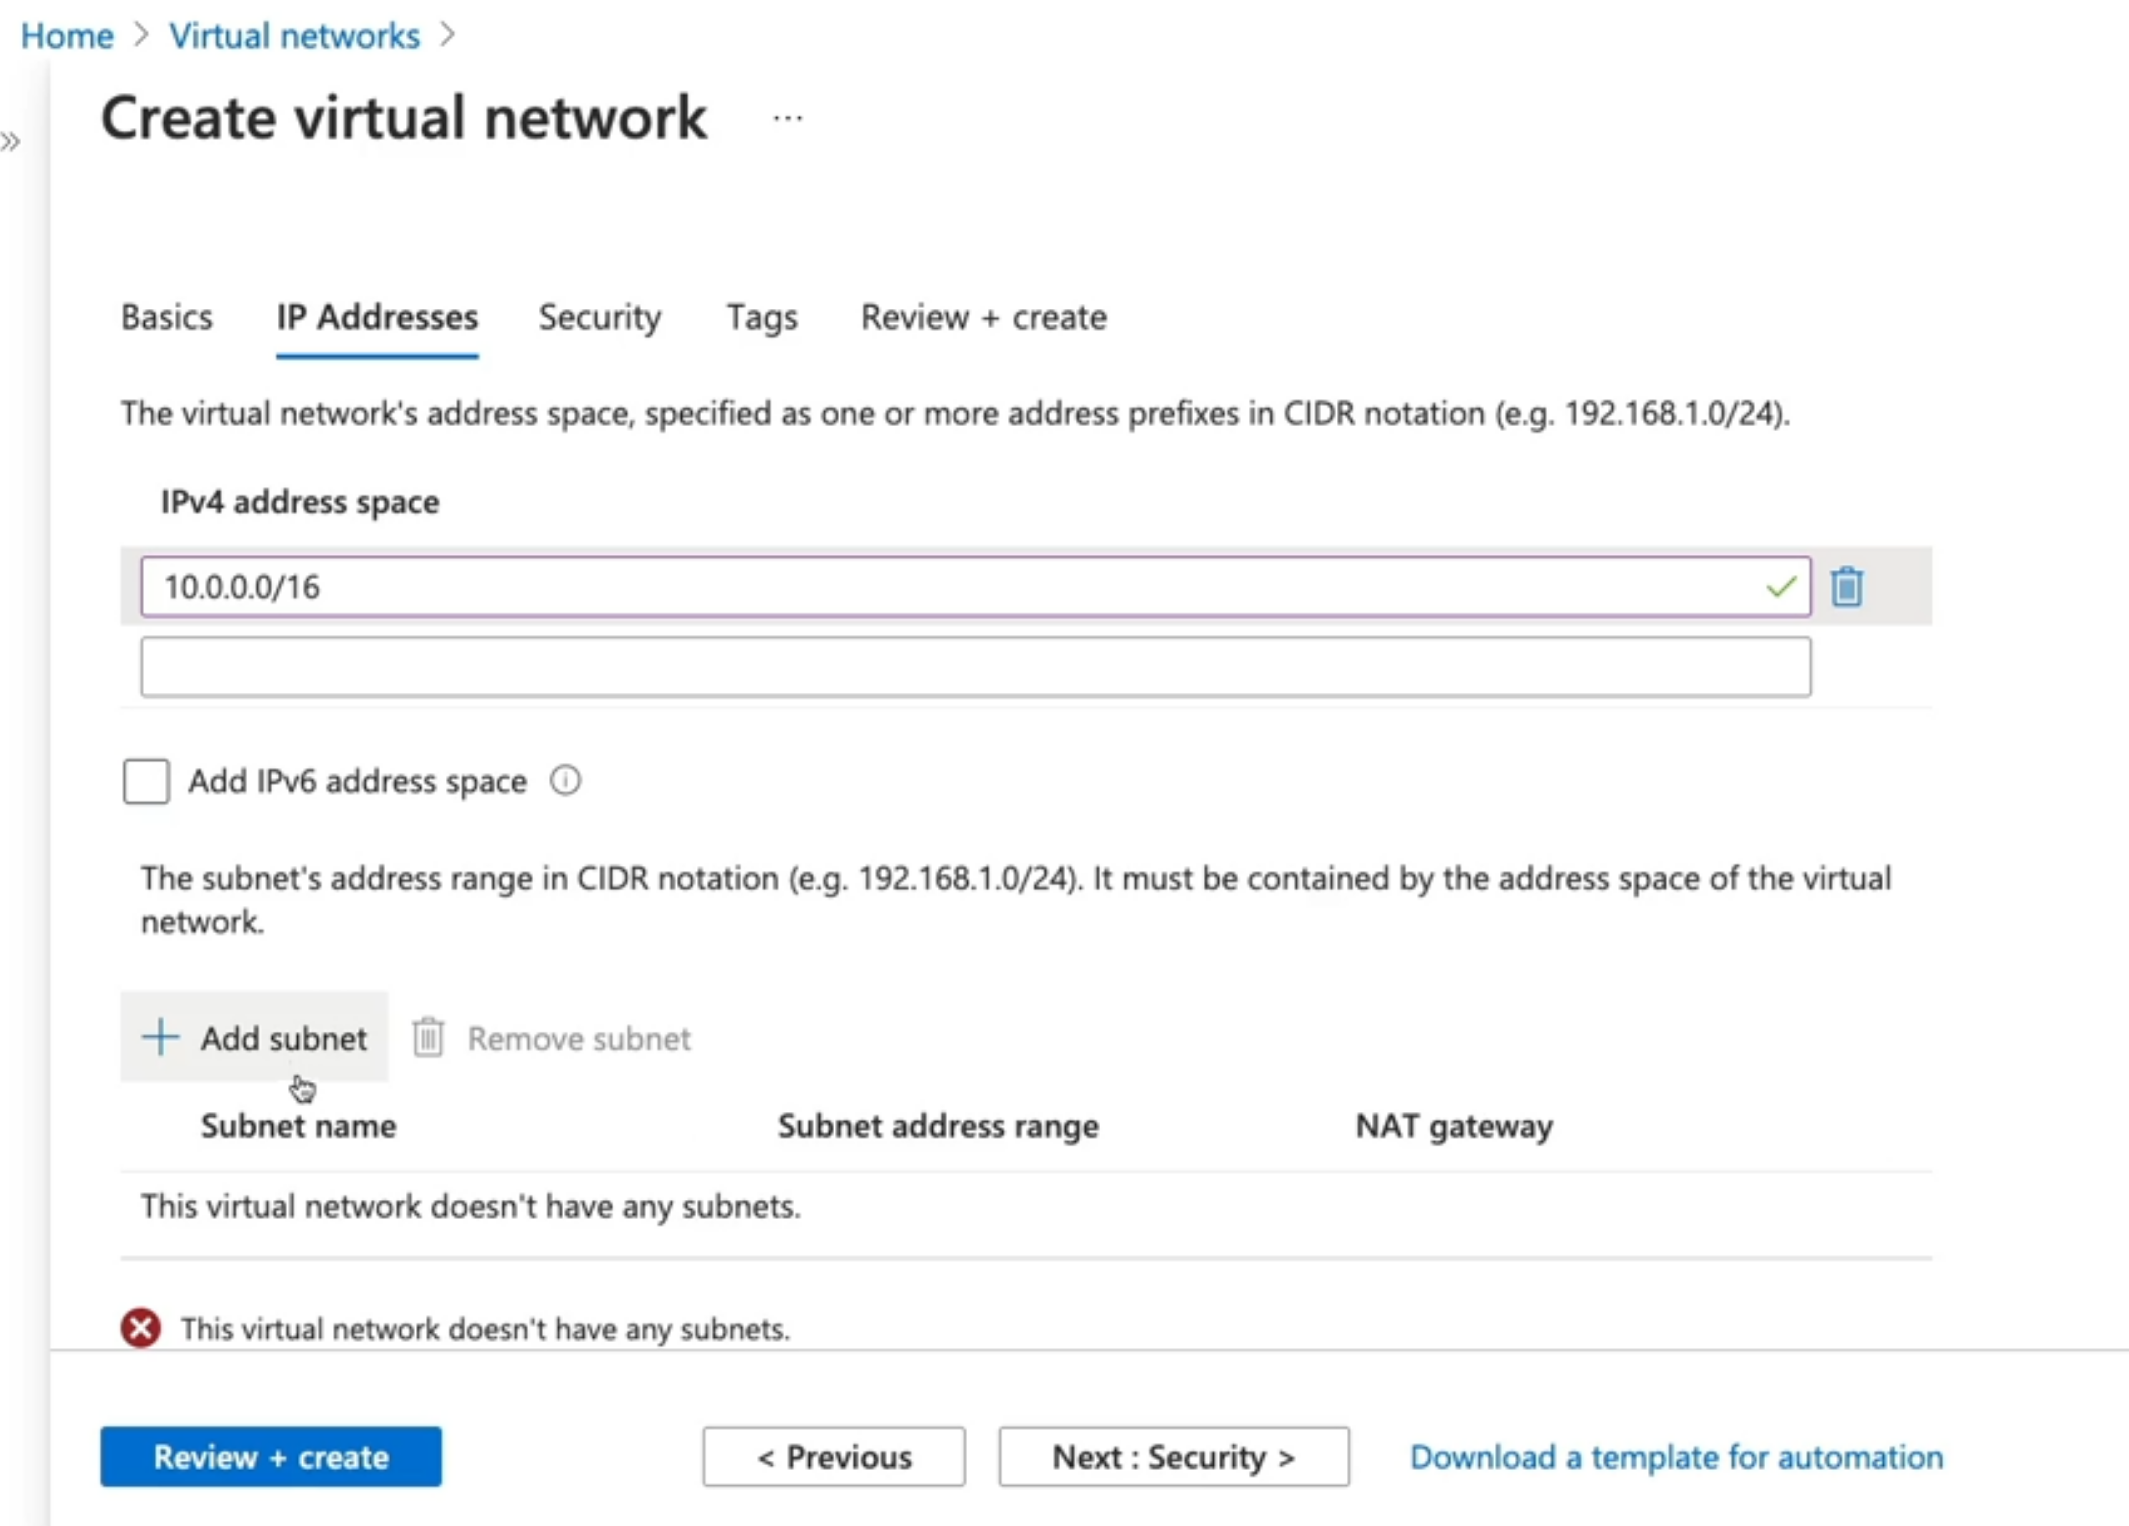 Home > Virtual networks >
Create virtual network ...
Basics IP Addresses Security Tags Review + create
The virtual network's address space, specified as one or more address prefixes in CIDR notation (e.g. 192.168.1.0/24).
IPv4 address space
10.0.0.0/16
Add IPv6 address space
The subnet's address range in CIDR notation (e.g. 192.168.1.0/24). It must be contained by the address space of the virtual
network.
+ Add subnet Remove subnet
Subnet name Subnet address range NAT gateway
This virtual network doesn't have any subnets.
This virtual network doesn't have any subnets.
Review + create < Previous Next : Security > Download a template for automation